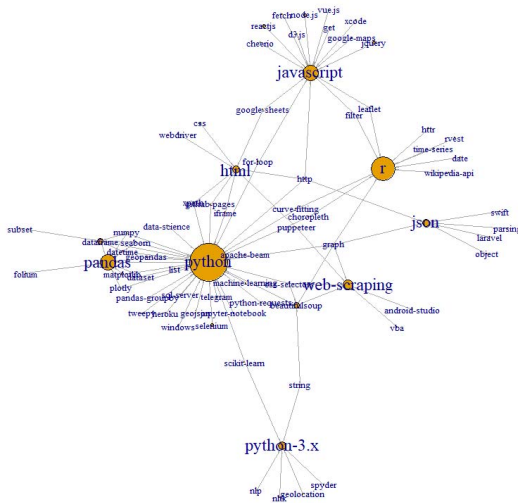 vue.js
node.js
fetch
xcode
reactjs
get
d3.js
google-maps
cheerio
jquery
javascript
google-sheets
leaflet
filter
css
webdriver
httr
rvest
time-series
for-loop
date
html
r
wikipedia-api
http
github-pages
iframe
curve-fitting
choropleth
swift
json
data-stience
puppeteer
parsing
subset
numpy
laravel
seaborn
graph
datetime
apache-beam
object
geopandas
pandas
python
list
folium
dataset
machine-learning
web-scraping
plotly
pandas-groupby
sql-server
telegram
python-requests
beautifulsoup
android-studio
tweepy
heroku
geojson
jupyter-notebook
windows
selenium
vba
scikit-learn
string
python-3.x
spyder
nlp
geolocation
nltk